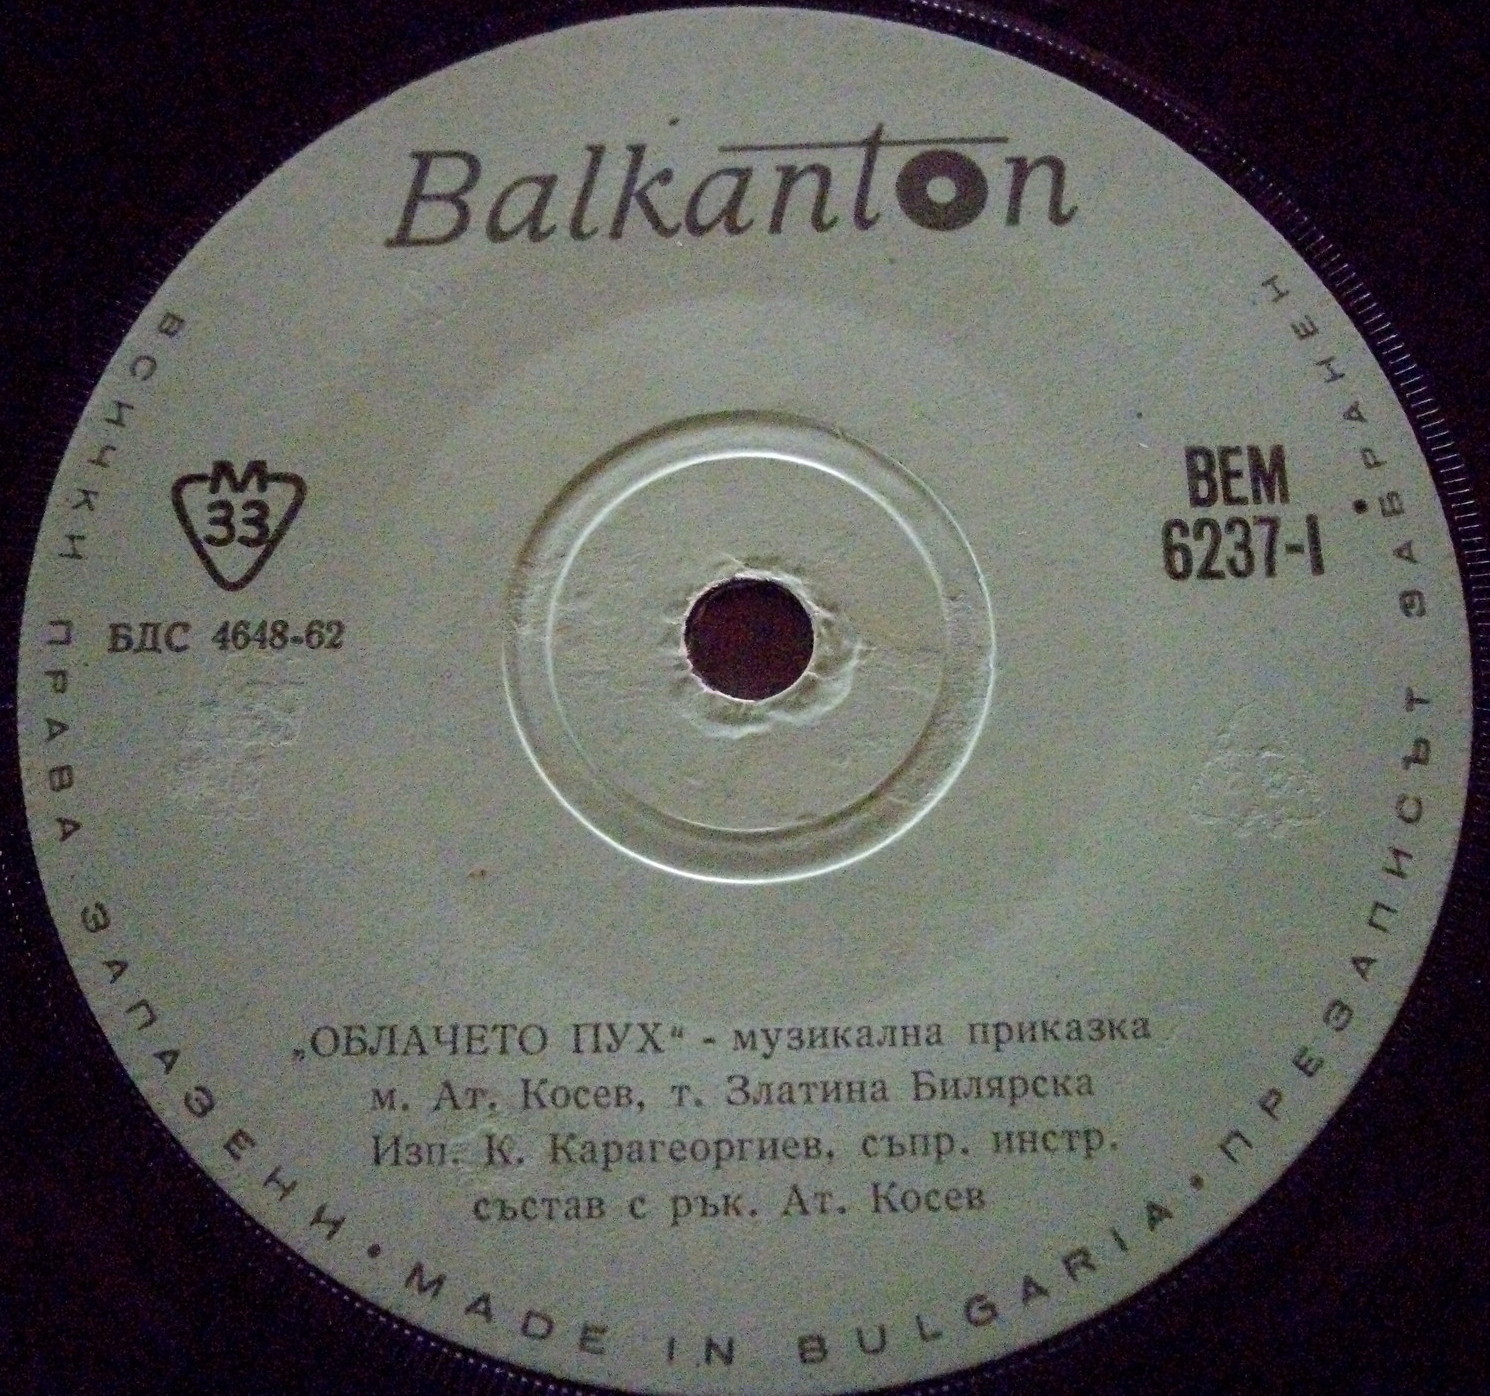 Balkanton
М
33
БДС 4648-62
ВЕМ
6237-I
„ОБЛАЧЕТО ПУХ“ - музикална приказка
м. Ат. Косев, т. Златина Билярска
Изп. К. Карагеоргиев, съпр. инстр.
състав с рък. Ат. Косев
ВСИЧКИ ПРАВА ЗАПАЗЕНИ • MADE IN BULGARIA • ПРЕЗАПИСЪТ ЗАБРАНЕН